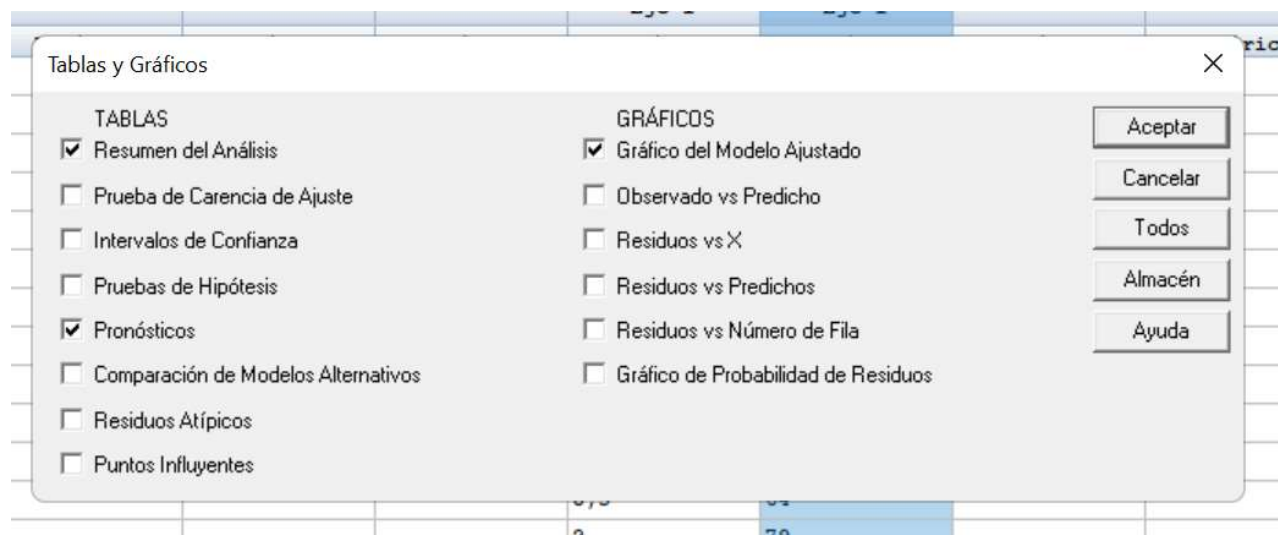 Tablas y Gráficos
TABLAS
Resumen del Análisis
Prueba de Carencia de Ajuste
Intervalos de Confianza
Pruebas de Hipótesis
Pronósticos
Comparación de Modelos Alternativos
Residuos Atípicos
Puntos Influyentes
GRÁFICOS
Gráfico del Modelo Ajustado
Observado vs Predicho
Residuos vs X
Residuos vs Predichos
Residuos vs Número de Fila
Gráfico de Probabilidad de Residuos
Aceptar
Cancelar
Todos
Almacén
Ayuda